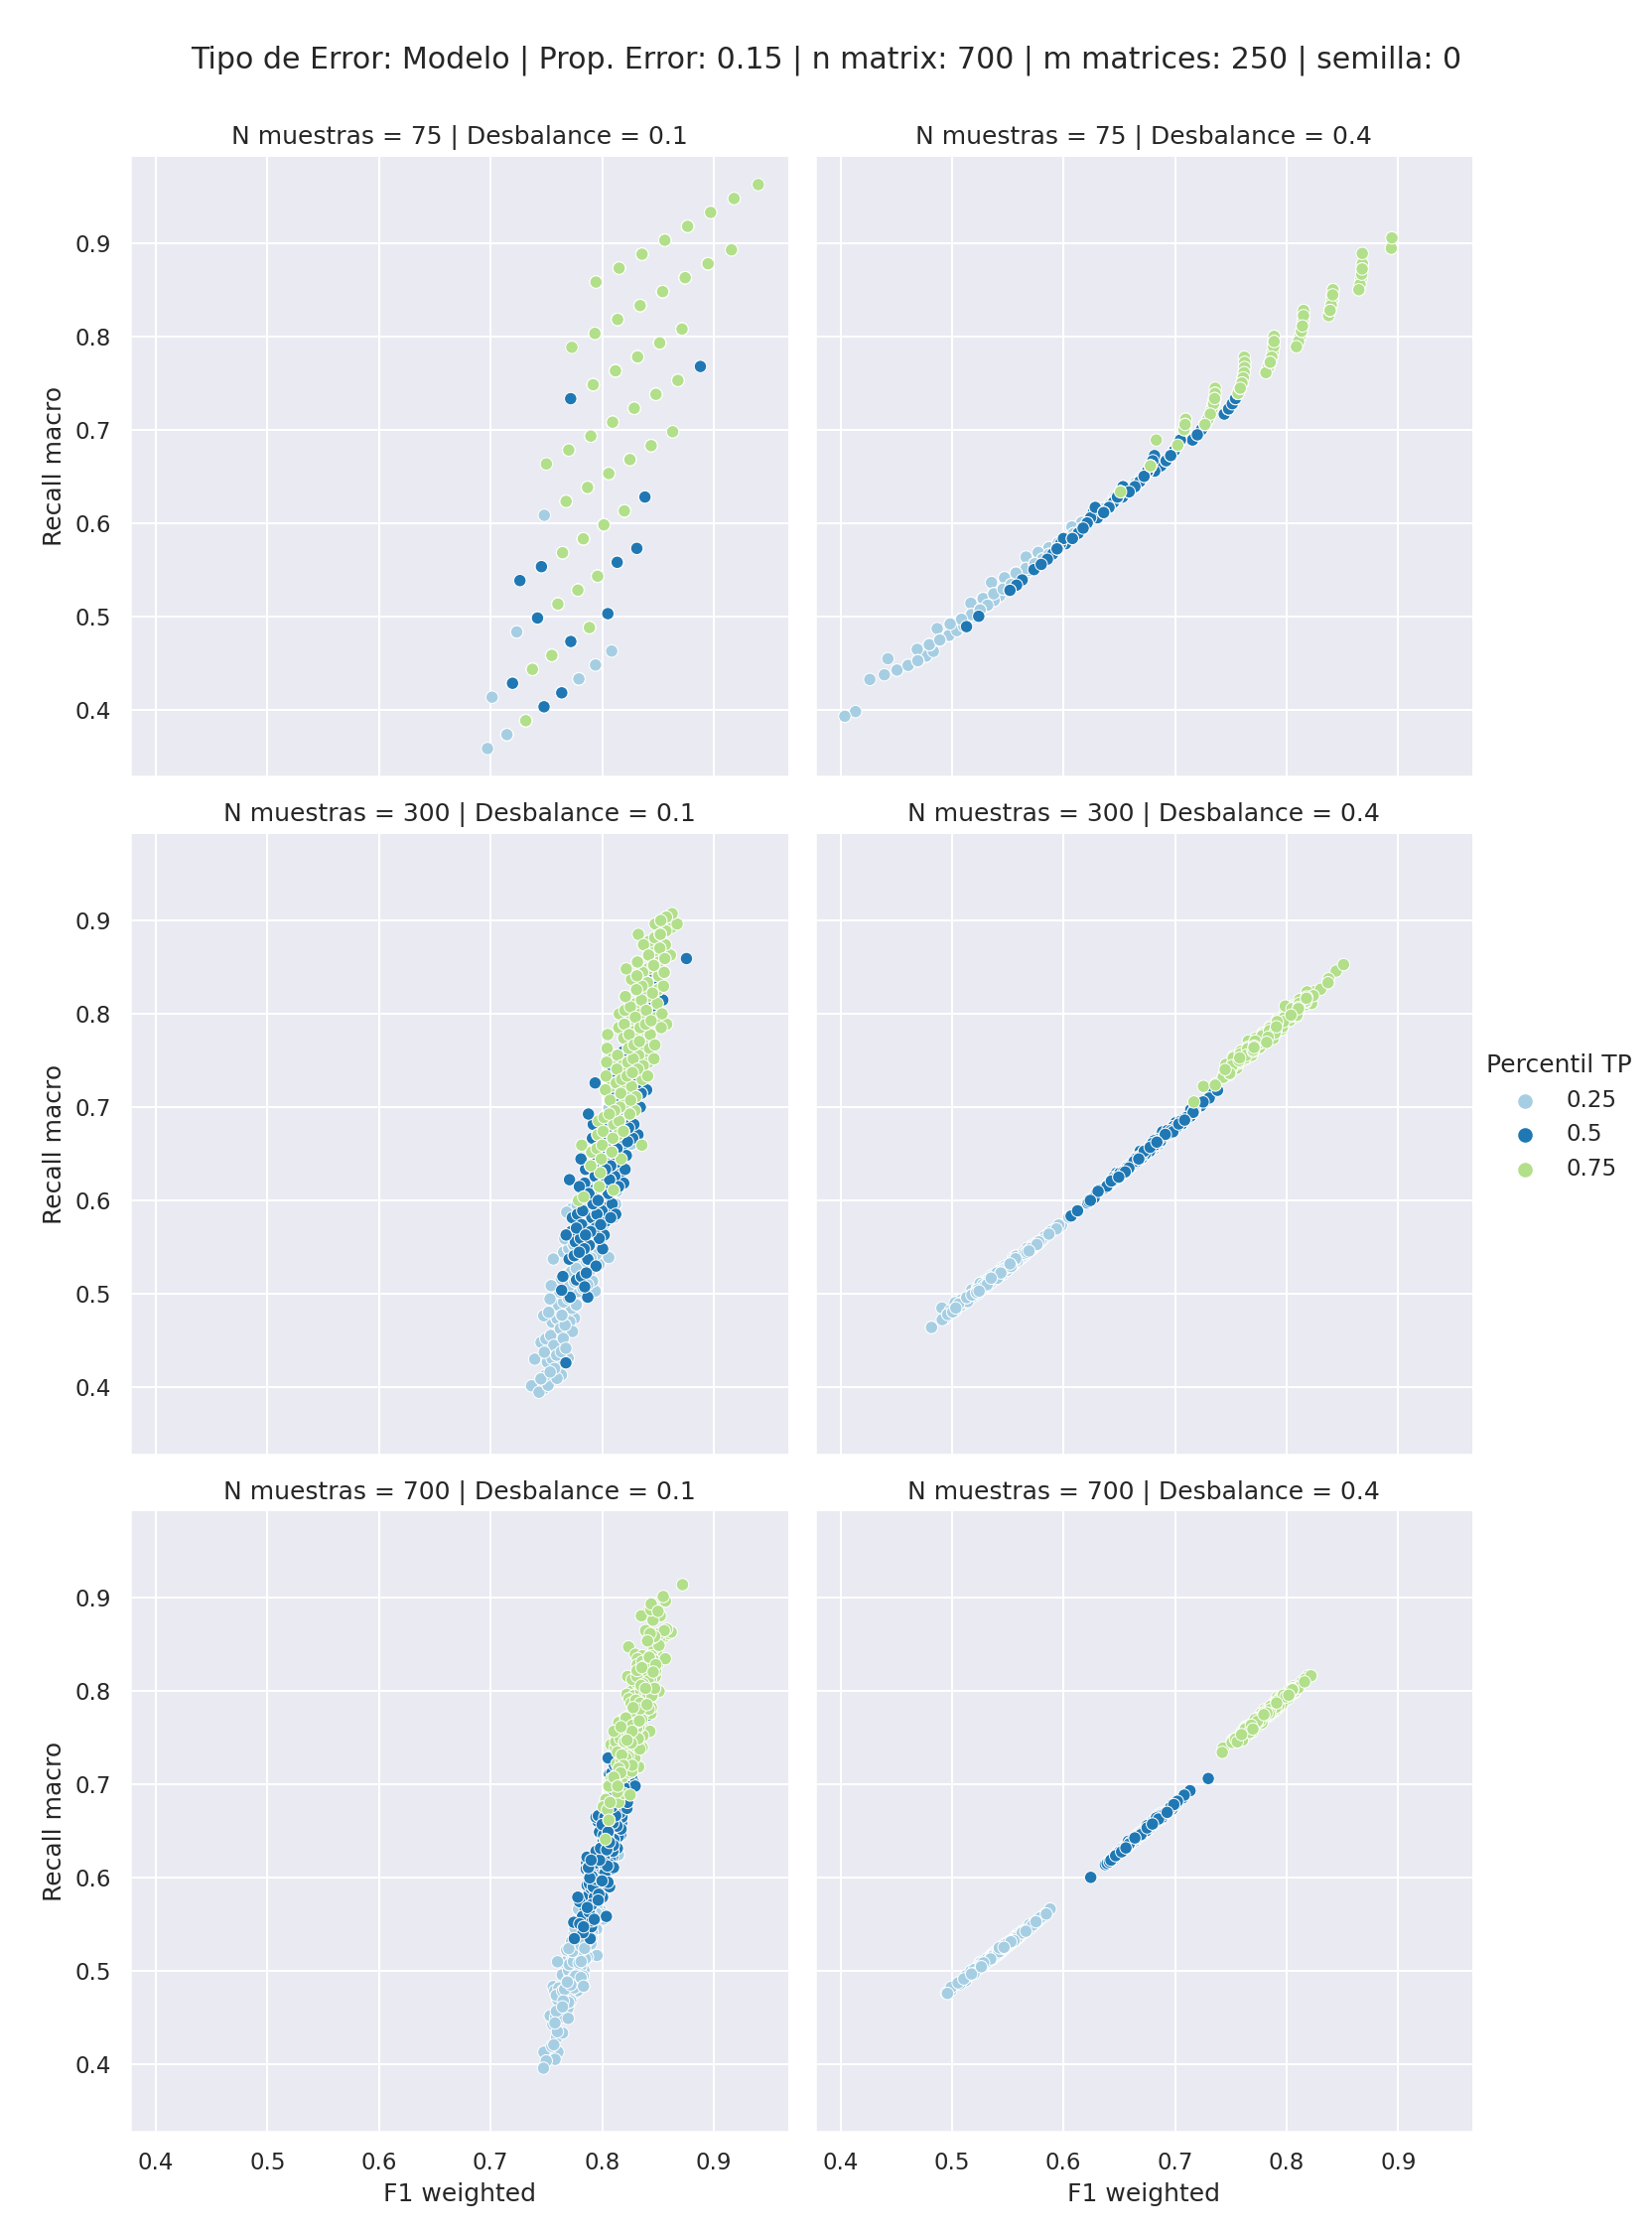 Tipo de Error: Modelo | Prop. Error: 0.15 | n matrix: 700 | m matrices: 250 | semilla: 0
N muestras = 75 | Desbalance = 0.1
N muestras = 75 | Desbalance = 0.4
0.9
0.8
0.7
0.6
0.5
0.4
Recall macro
N muestras = 300 | Desbalance = 0.1
N muestras = 300 | Desbalance = 0.4
0.9
0.8
0.7
0.6
0.5
0.4
Recall macro
Percentil TP
0.25
0.5
0.75
N muestras = 700 | Desbalance = 0.1
N muestras = 700 | Desbalance = 0.4
0.9
0.8
0.7
0.6
0.5
0.4
Recall macro
0.4 0.5 0.6 0.7 0.8 0.9
F1 weighted
0.4 0.5 0.6 0.7 0.8 0.9
F1 weighted